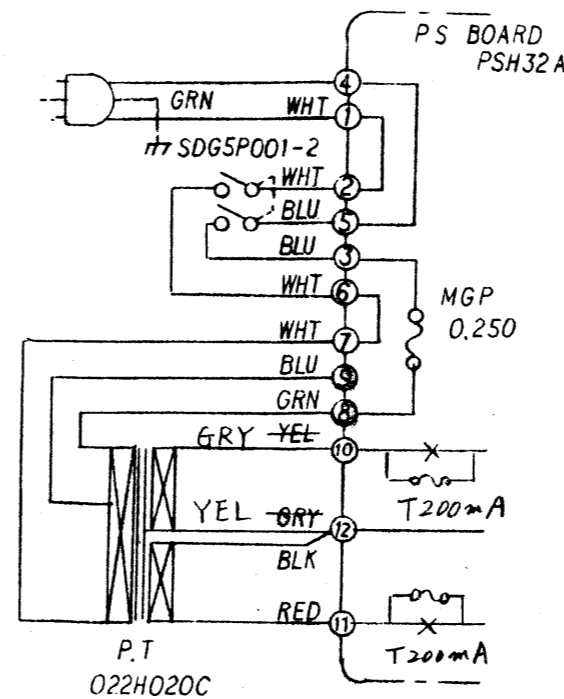 PS BOARD
PSH32A
4
GRN
WHT 1
SDG5P001-2
WHT 2
BLU 5
BLU 3
WHT 6
MGP
0.250
WHT 7
BLU 9
GRN 8
GRY YEL 10
T200mA
YEL GRY 12
BLK
RED 11
T200mA
P.T
022H020C